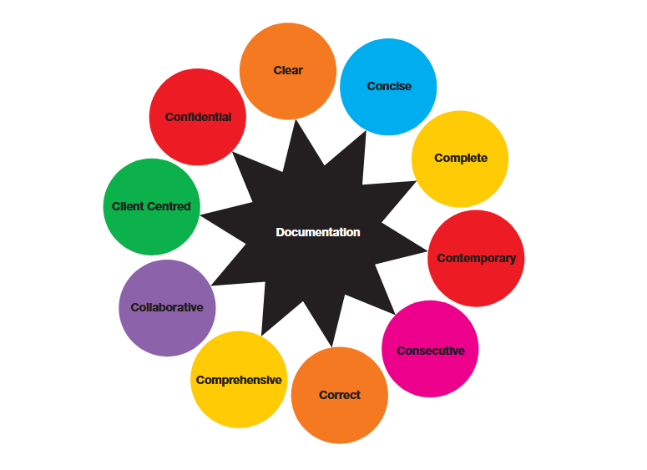 Clear
Concise
Confidential
Complete
Client Centred
Documentation
Contemporary
Collaborative
Consecutive
Comprehensive
Correct